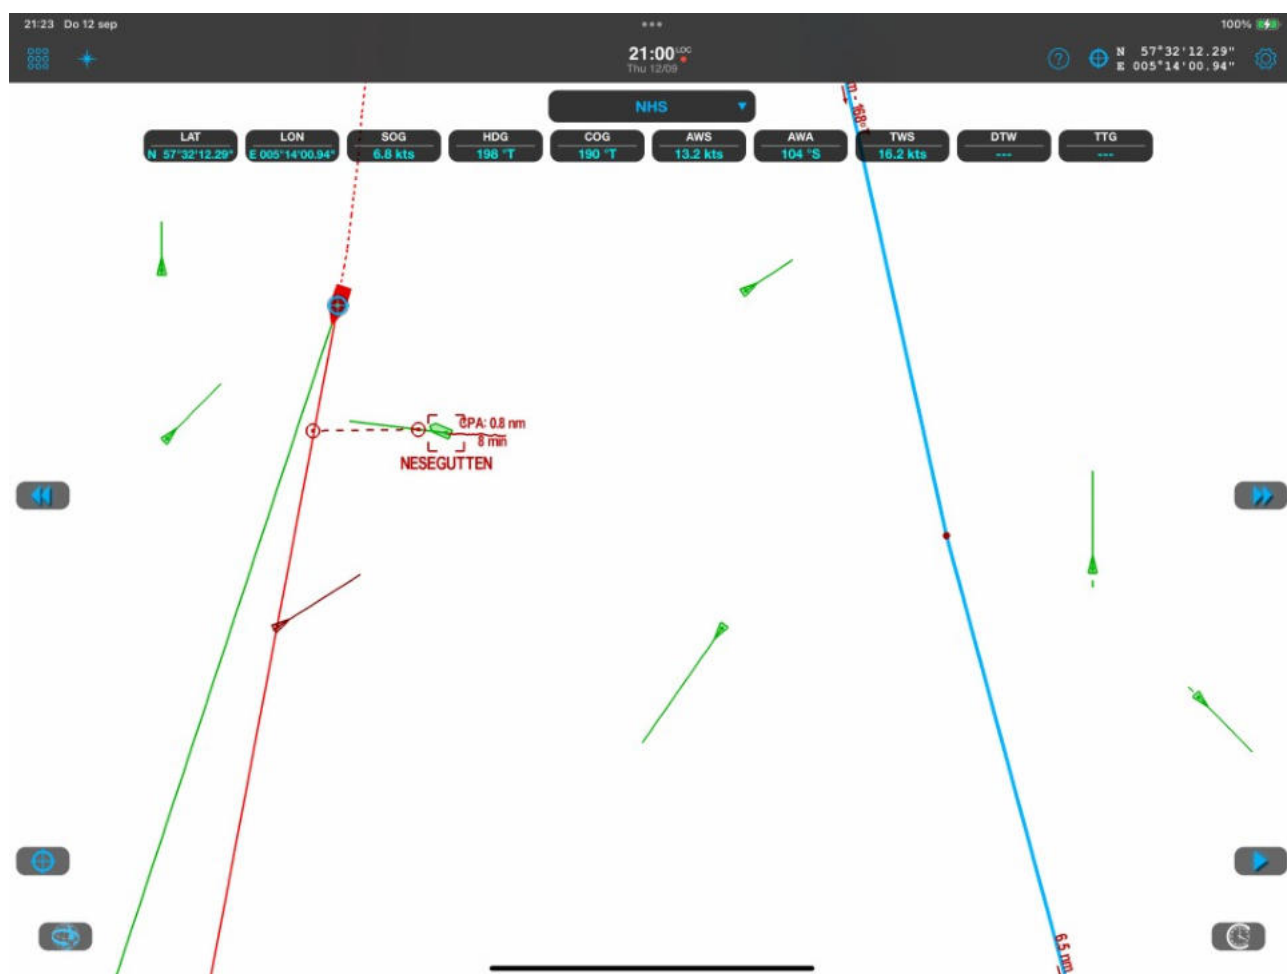 21:23 Do 12 sep
100%
21:00 LOC
Thu 12/09
N 57°32'12.29"
E 005°14'00.94"
NHS
m - 168°T
LAT
N 57°32'12.29"
LON
E 005°14'00.94"
SOG
6.8 kts
HDG
198 °T
COG
190 °T
AWS
13.2 kts
AWA
104 °S
TWS
16.2 kts
DTW
---
TTG
---
CPA: 0.8 nm
8 min
NESEGUTTEN
6.5 nm